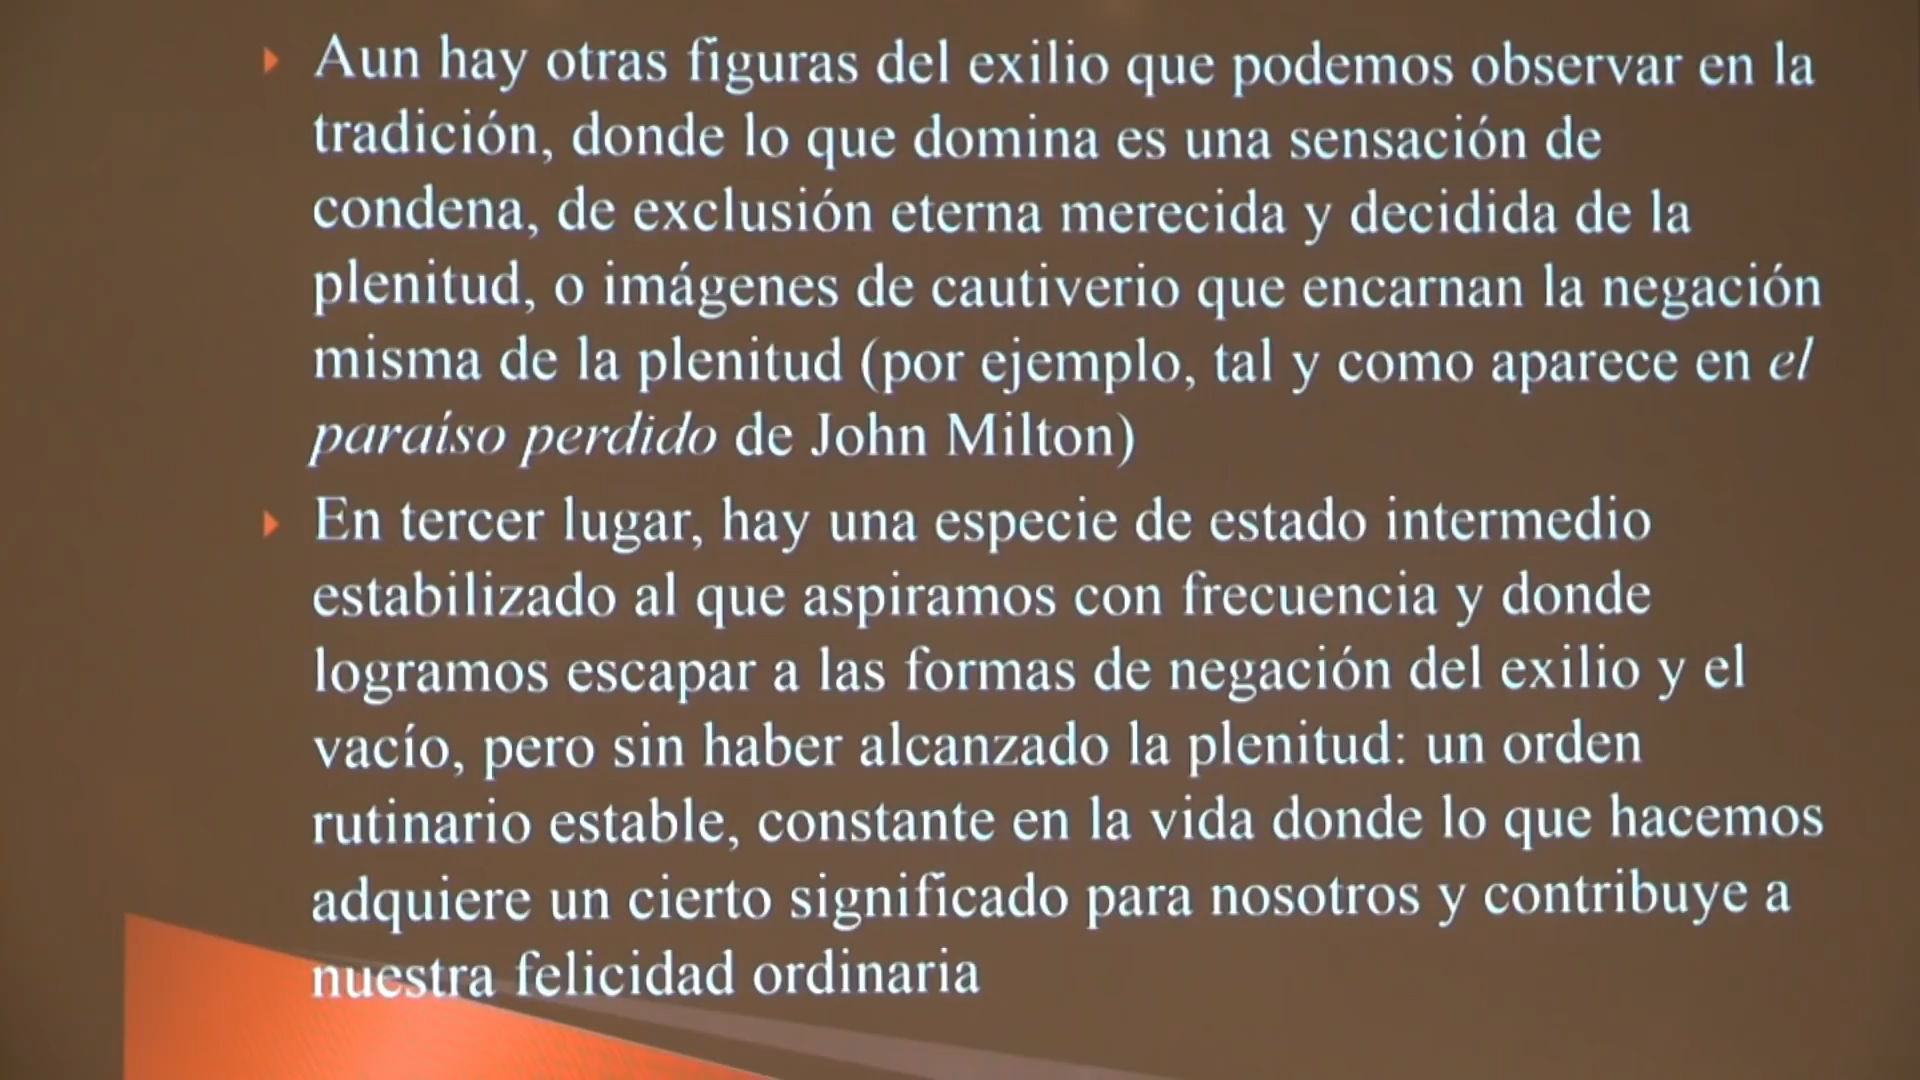 Aun hay otras figuras del exilio que podemos observar en la
tradición, donde lo que domina es una sensación de
condena, de exclusión eterna merecida y decidida de la
plenitud, o imágenes de cautiverio que encarnan la negación
misma de la plenitud (por ejemplo, tal y como aparece en el
paraíso perdido de John Milton)
En tercer lugar, hay una especie de estado intermedio
estabilizado al que aspiramos con frecuencia y donde
logramos escapar a las formas de negación del exilio y el
vacío, pero sin haber alcanzado la plenitud: un orden
rutinario estable, constante en la vida donde lo que hacemos
adquiere un cierto significado para nosotros y contribuye a
nuestra felicidad ordinaria